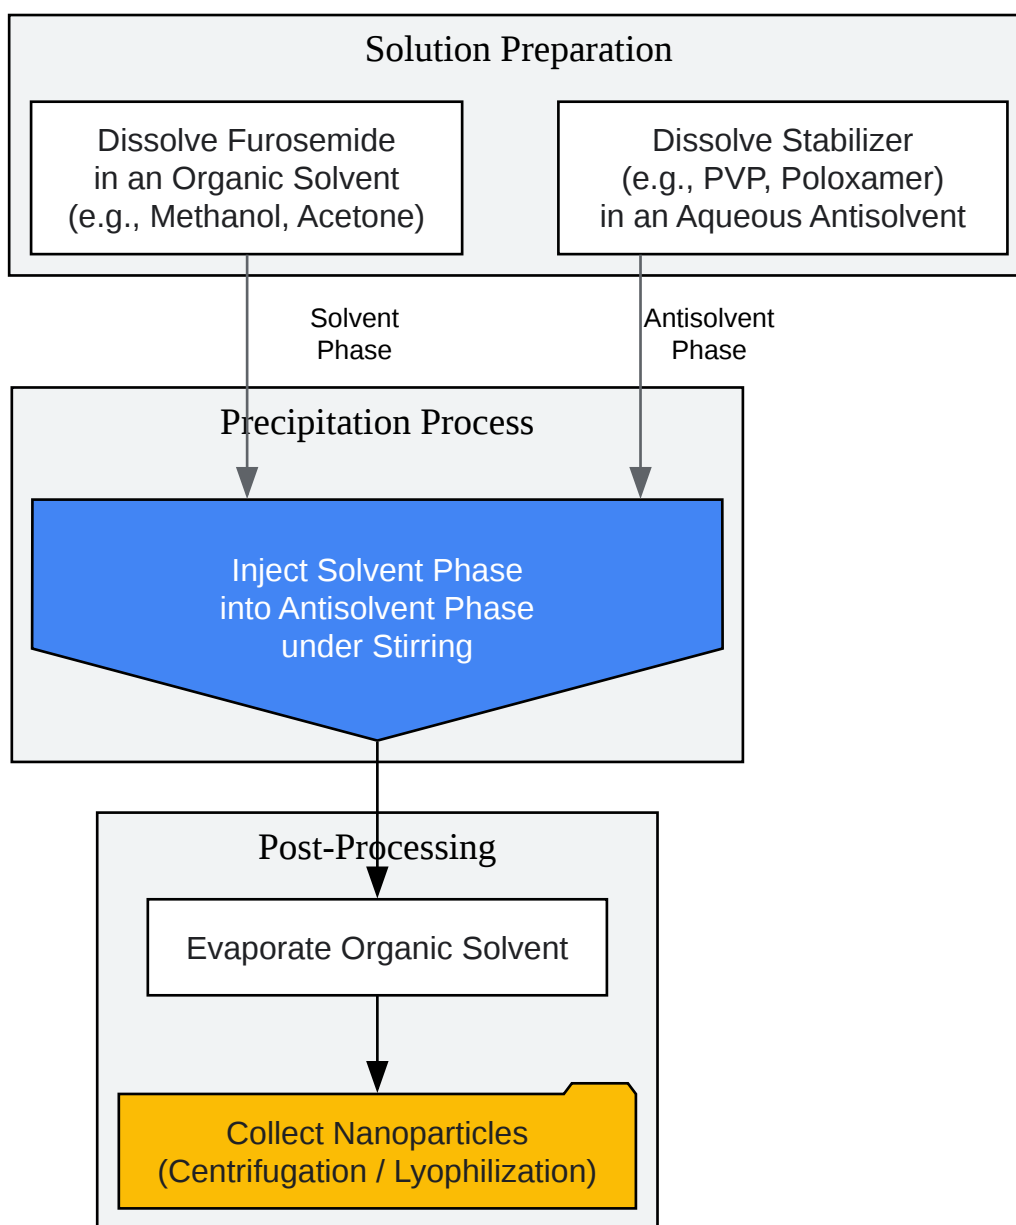 Solution Preparation
Dissolve Furosemide
in an Organic Solvent
(e.g., Methanol, Acetone)
Dissolve Stabilizer
(e.g., PVP, Poloxamer)
in an Aqueous Antisolvent
Solvent
Phase
Antisolvent
Phase
Precipitation Process
Inject Solvent Phase
into Antisolvent Phase
under Stirring
Post-Processing
Evaporate Organic Solvent
Collect Nanoparticles
(Centrifugation / Lyophilization)